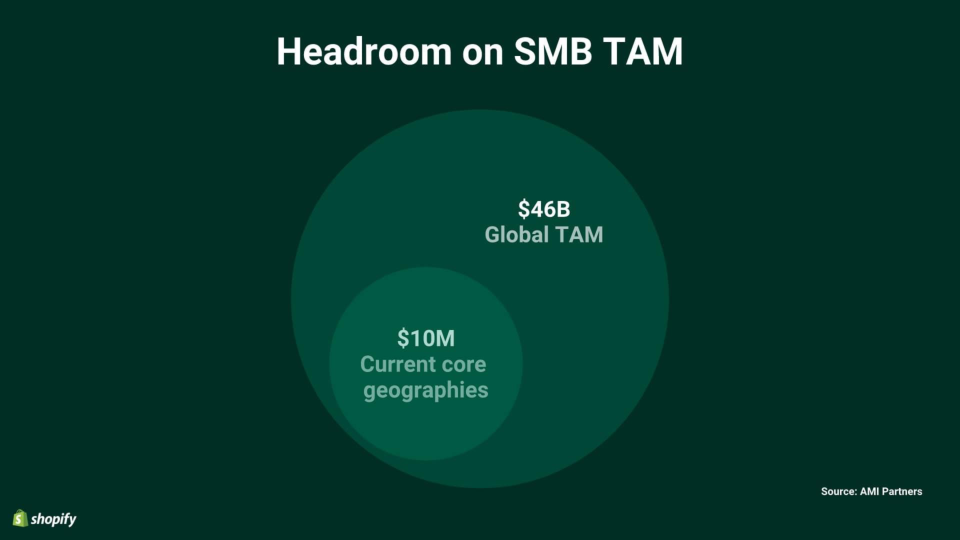 Headroom on SMB TAM
$46B
Global TAM
$10M
Current core
geographies
Source: AMI Partners
shopify